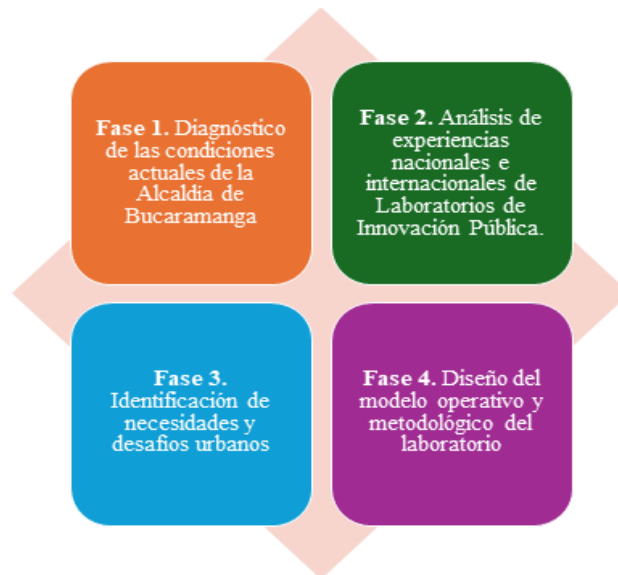 Fase 1. Diagnóstico
de las condiciones
actuales de la
Alcaldía de
Bucaramanga
Fase 2. Análisis de
experiencias
nacionales e
internacionales de
Laboratorios de
Innovación Pública.
Fase 3.
Identificación de
necesidades y
desafíos urbanos
Fase 4. Diseño del
modelo operativo y
metodológico del
laboratorio